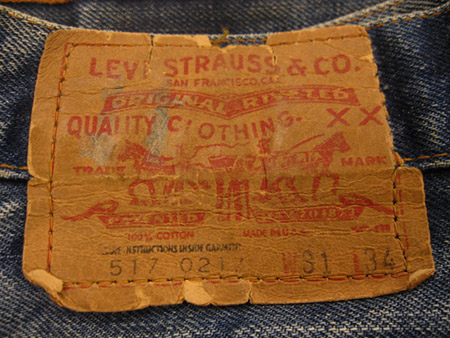 LEVI STRAUSS & CO.
SAN FRANCISCO, CAL.
ORIGINAL RIVETED
QUALITY CLOTHING. XX
TRADE MARK
PATENTED
100% COTTON MADE IN U.S.A.
INSTRUCTIONS INSIDE GARMENT
517 0217 W31 L34